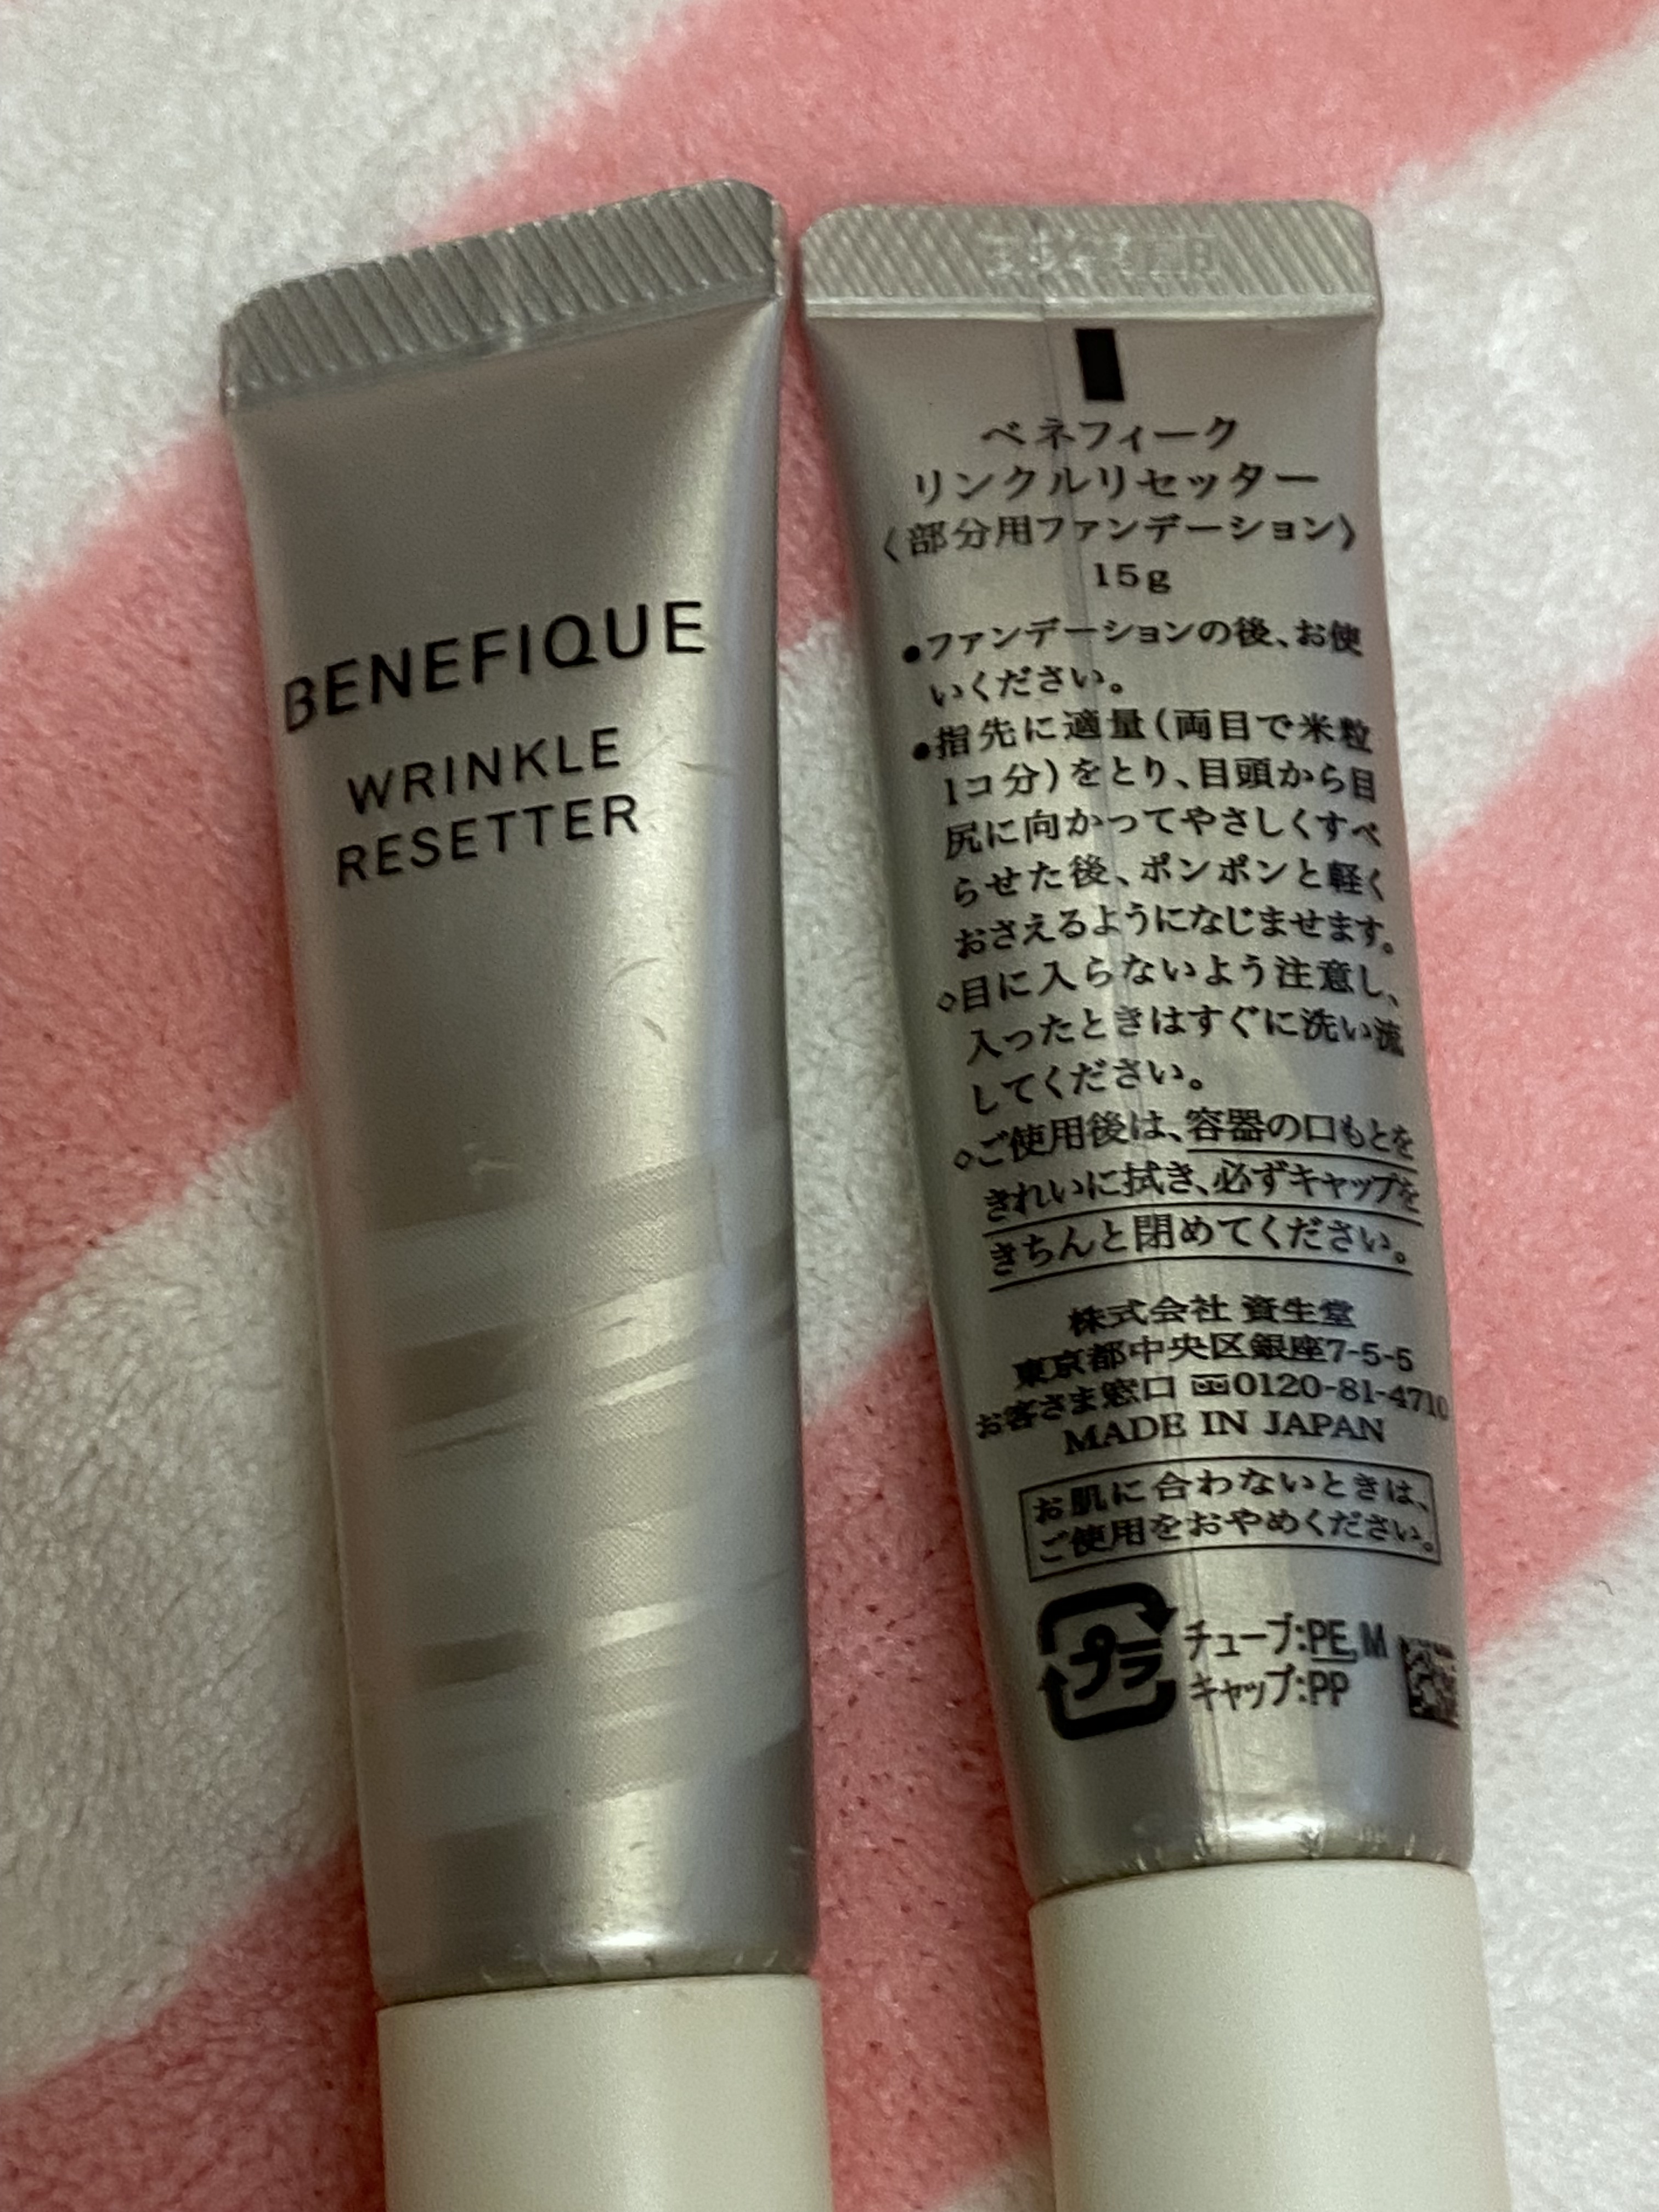 BENEFIQUE
WRINKLE
RESETTER
ベネフィーク
リンクルリセッター
〈部分用ファンデーション〉
15g
●ファンデーションの後、お使
いください。
●指先に適量(両目で米粒
1コ分)をとり、目頭から目
尻に向かってやさしくすべ
らせた後、ポンポンと軽く
おさえるようになじませます。
◇目に入らないよう注意し、
入ったときはすぐに洗い流
してください。
◇ご使用後は、容器の口もとを
きれいに拭き、必ずキャップを
きちんと閉めてください。
株式会社 資生堂
東京都中央区銀座7-5-5
お客さま窓口 0120-81-4710
MADE IN JAPAN
お肌に合わないときは、
ご使用をおやめください。
プラ チューブ:PE,M
キャップ:PP